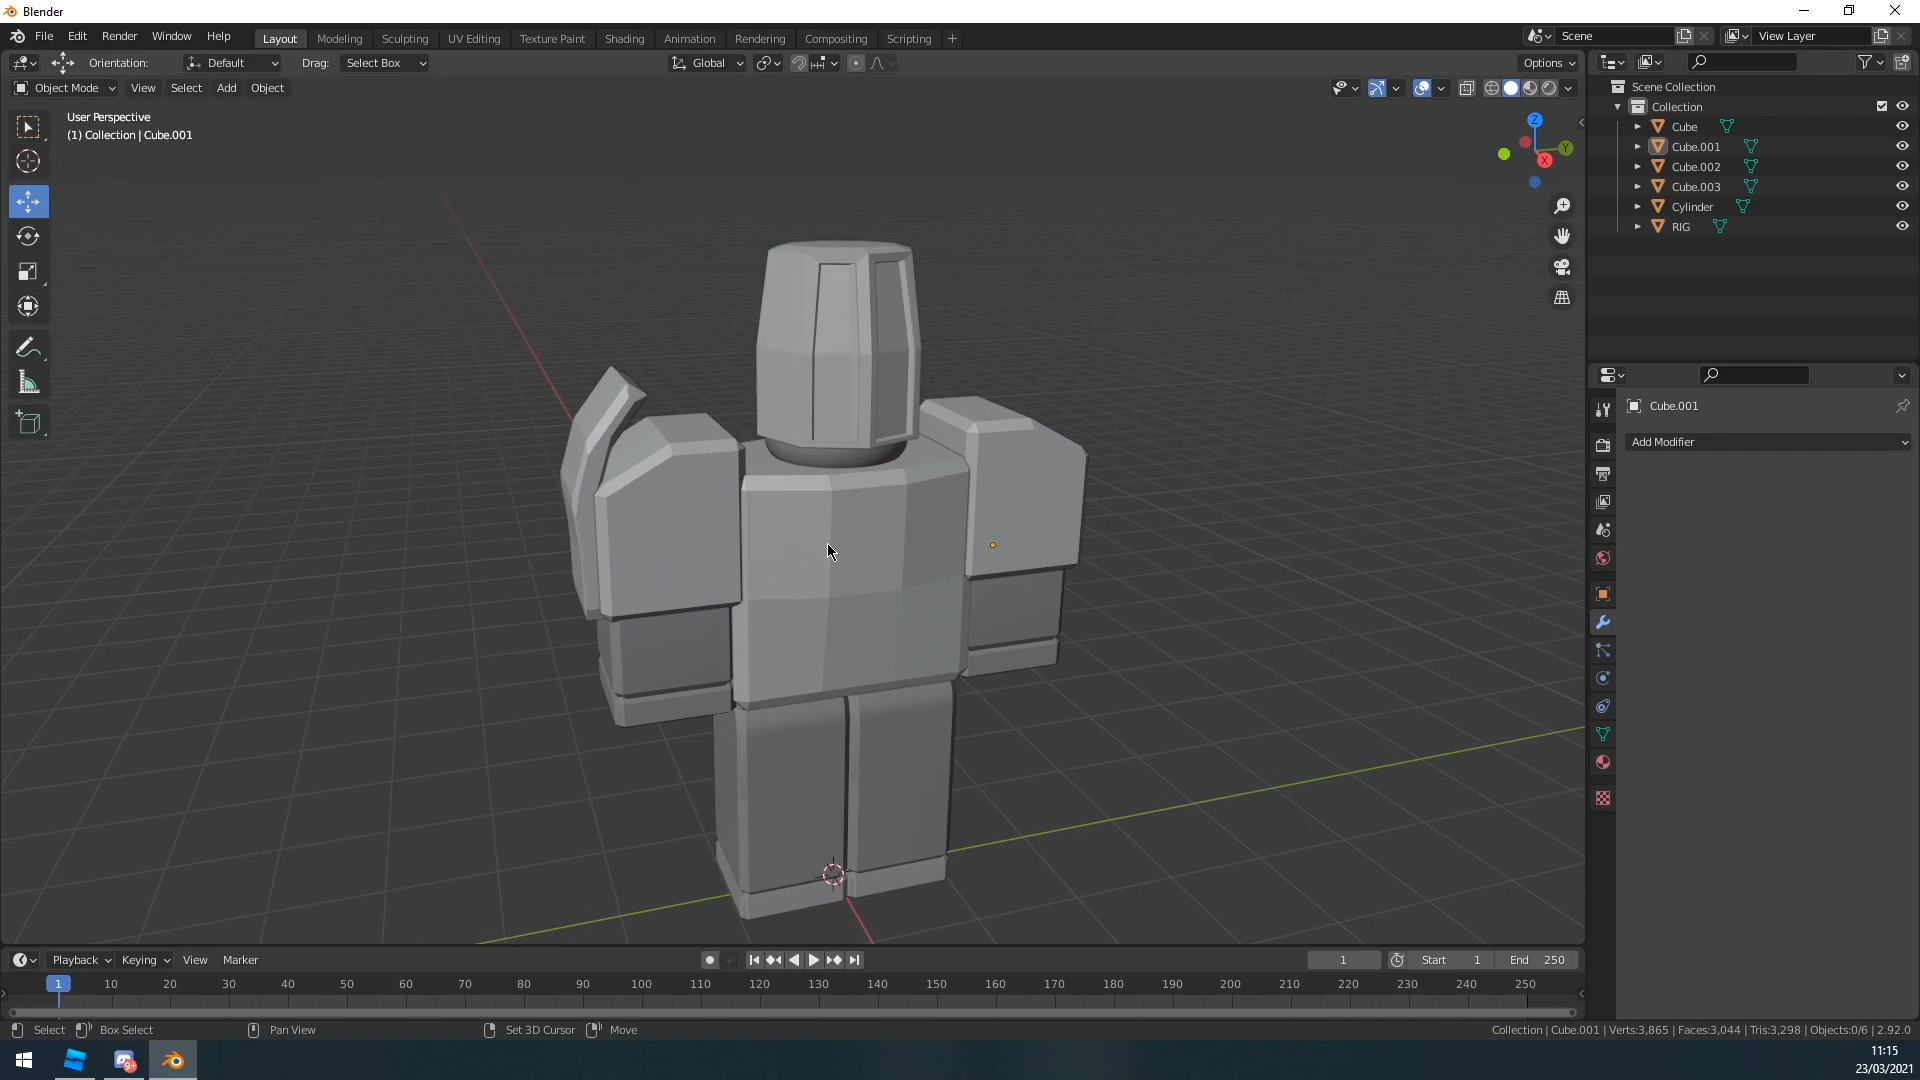 Blender
File Edit Render Window Help Layout Modeling Sculpting UV Editing Texture Paint Shading Animation Rendering Compositing Scripting + Scene View Layer
Orientation: Default Drag: Select Box Global Options
Object Mode View Select Add Object
User Perspective
(1) Collection | Cube.001
Z
Y
X
Scene Collection
Collection
Cube
Cube.001
Cube.002
Cube.003
Cylinder
RIG
Cube.001
Add Modifier
Playback Keying View Marker 1 Start 1 End 250
1 10 20 30 40 50 60 70 80 90 100 110 120 130 140 150 160 170 180 190 200 210 220 230 240 250
Select Box Select Pan View Set 3D Cursor Move Collection | Cube.001 | Verts:3,865 | Faces:3,044 | Tris:3,298 | Objects:0/6 | 2.92.0
9+
11:15
23/03/2021